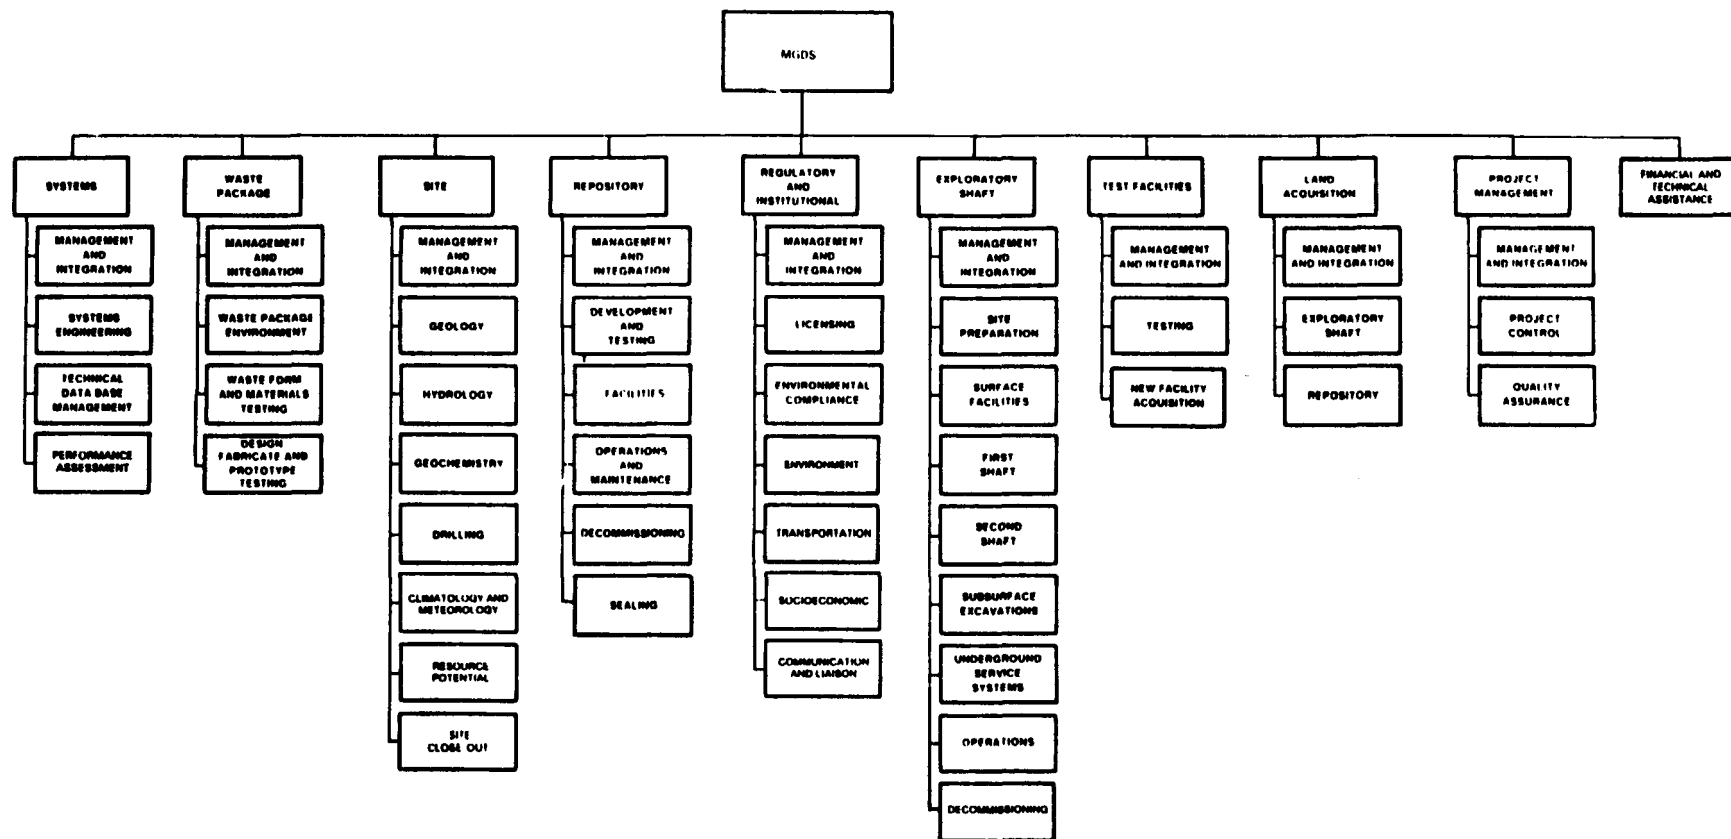 MGDS
SYSTEMS
MANAGEMENT
AND
INTEGRATION
SYSTEMS
ENGINEERING
TECHNICAL
DATA BASE
MANAGEMENT
PERFORMANCE
ASSESSMENT
WASTE
PACKAGE
MANAGEMENT
AND
INTEGRATION
WASTE PACKAGE
ENVIRONMENT
WASTE FORM
AND MATERIALS
TESTING
DESIGN
FABRICATE AND
PROTOTYPE
TESTING
SITE
MANAGEMENT
AND
INTEGRATION
GEOLOGY
HYDROLOGY
GEOCHEMISTRY
DRILLING
CLIMATOLOGY AND
METEOROLOGY
RESOURCE
POTENTIAL
SITE
CLOSE OUT
REPOSITORY
MANAGEMENT
AND
INTEGRATION
DEVELOPMENT
AND
TESTING
FACILITIES
OPERATIONS
AND
MAINTENANCE
DECOMMISSIONING
SEALING
REGULATORY
AND
INSTITUTIONAL
MANAGEMENT
AND
INTEGRATION
LICENSING
ENVIRONMENTAL
COMPLIANCE
ENVIRONMENT
TRANSPORTATION
SOCIOECONOMIC
COMMUNICATION
AND LIAISON
EXPLORATORY
SHAFT
MANAGEMENT
AND
INTEGRATION
SITE
PREPARATION
SURFACE
FACILITIES
FIRST
SHAFT
SECOND
SHAFT
SUBSURFACE
EXCAVATIONS
UNDERGROUND
SERVICE
SYSTEMS
OPERATIONS
DECOMMISSIONING
TEST FACILITIES
MANAGEMENT
AND INTEGRATION
TESTING
NEW FACILITY
ACQUISITION
LAND
ACQUISITION
MANAGEMENT
AND INTEGRATION
EXPLORATORY
SHAFT
REPOSITORY
PROJECT
MANAGEMENT
MANAGEMENT
AND INTEGRATION
PROJECT
CONTROL
QUALITY
ASSURANCE
FINANCIAL AND
TECHNICAL
ASSISTANCE